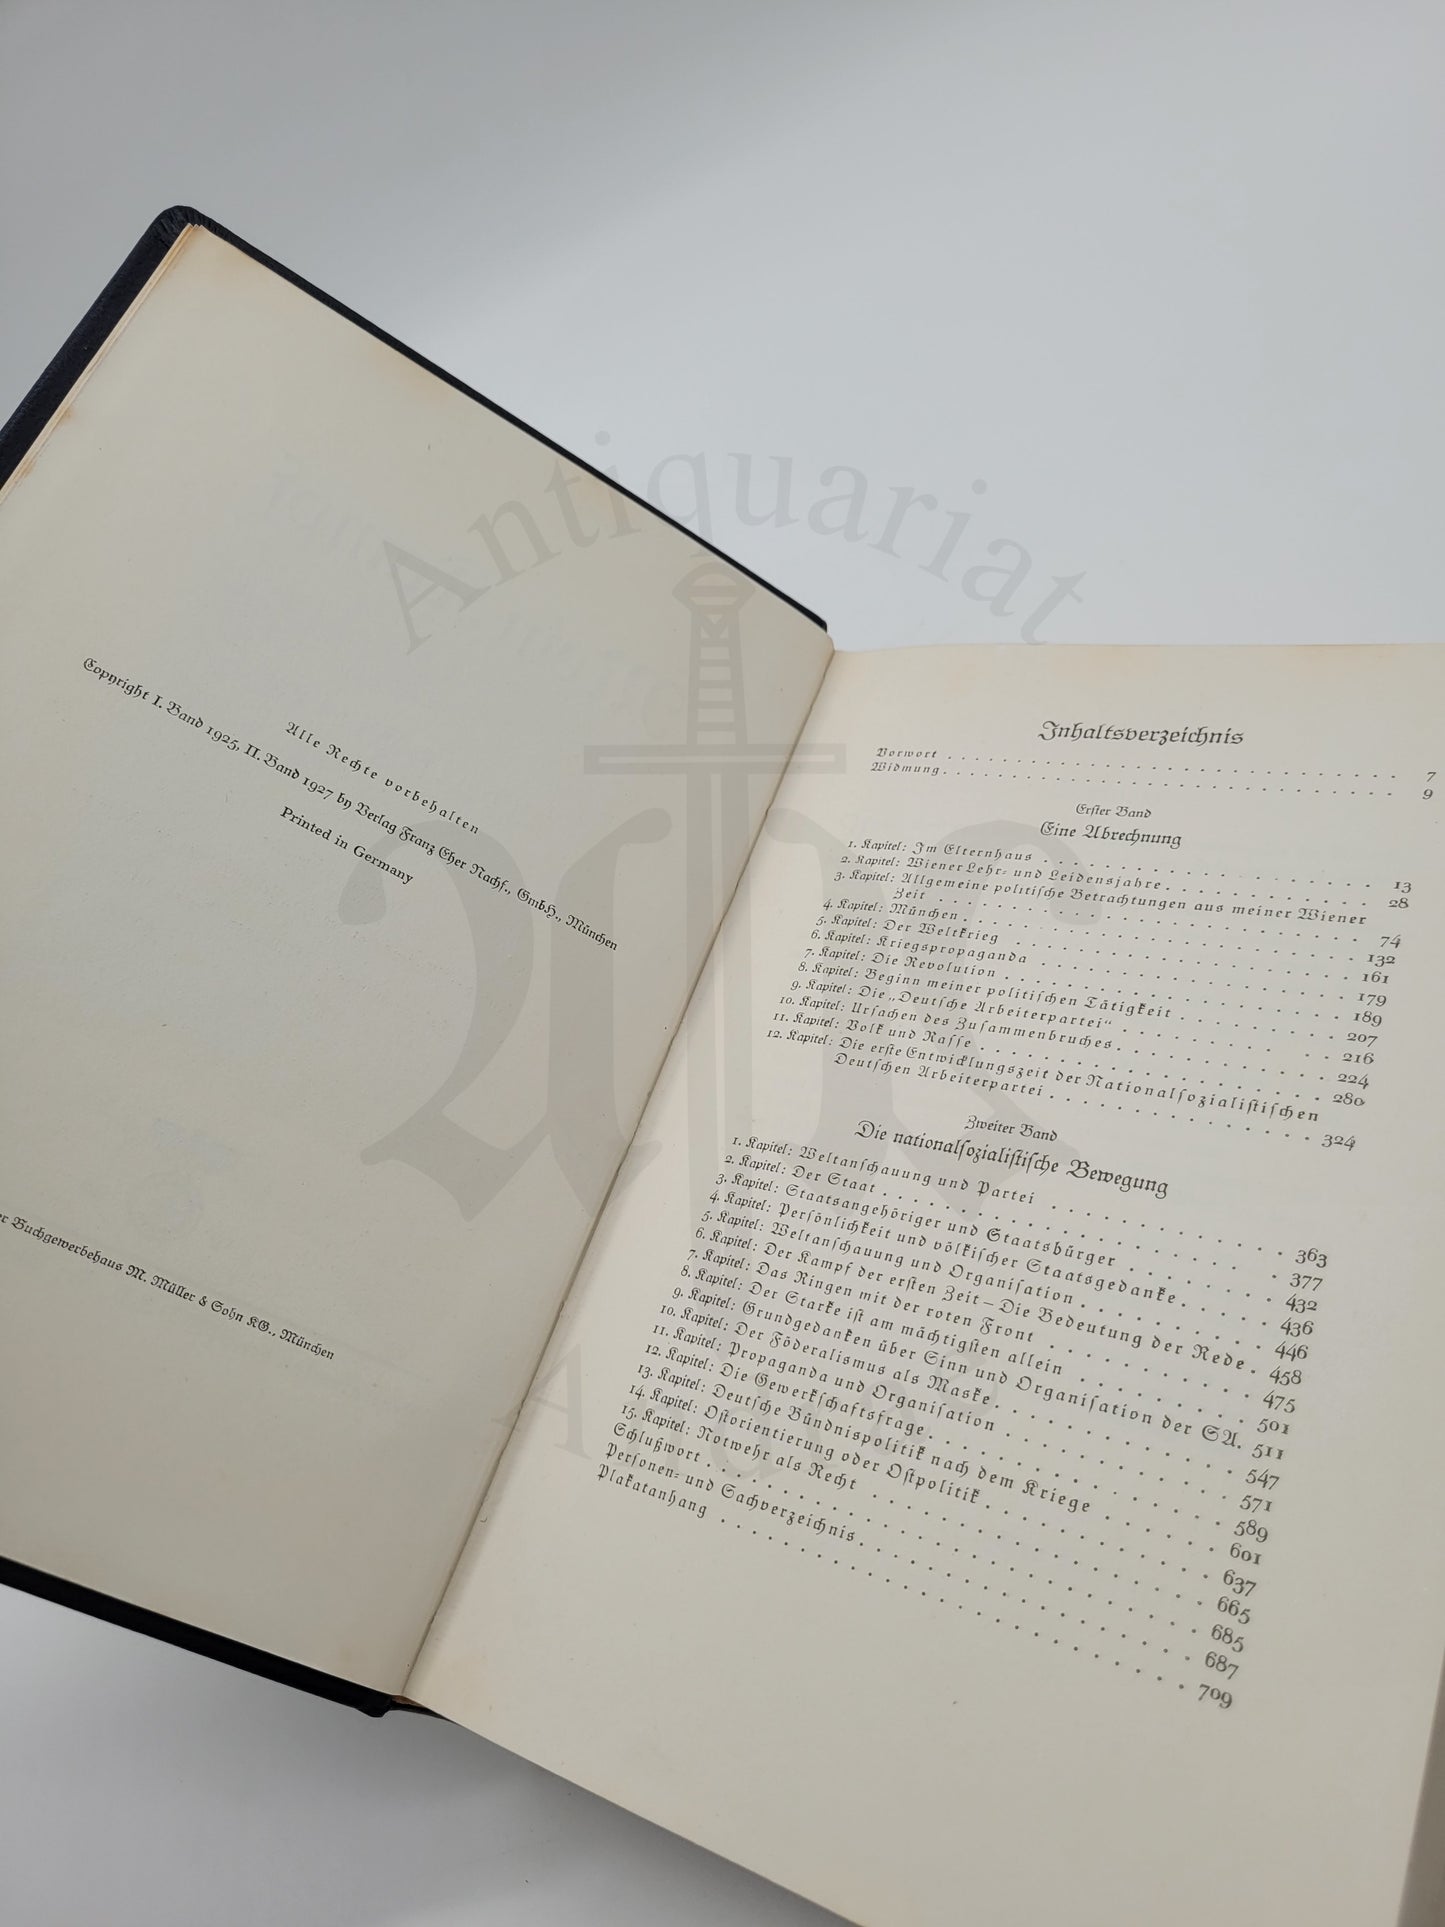 Alle Rechte vorbehalten
Copyright I. Band 1925, II. Band 1927 by Verlag Franz Eher Nachf., GmbH., München
Printed in Germany
Buchgewerbehaus M. Müller & Sohn KG., München
Inhaltsverzeichnis
Vorwort . . . . . . . . . . 7
Widmung . . . . . . . . . . 9
Erster Band
Eine Abrechnung
1. Kapitel: Im Elternhaus . . . . . . . . . . 13
2. Kapitel: Wiener Lehr- und Leidensjahre . . . . . . . . . . 28
3. Kapitel: Allgemeine politische Betrachtungen aus meiner Wiener
Zeit . . . . . . . . . . 74
4. Kapitel: München . . . . . . . . . . 132
5. Kapitel: Der Weltkrieg . . . . . . . . . . 161
6. Kapitel: Kriegspropaganda . . . . . . . . . . 179
7. Kapitel: Die Revolution . . . . . . . . . . 189
8. Kapitel: Beginn meiner politischen Tätigkeit . . . . . . . . . . 207
9. Kapitel: Die „Deutsche Arbeiterpartei“ . . . . . . . . . . 216
10. Kapitel: Ursachen des Zusammenbruches . . . . . . . . . . 224
11. Kapitel: Volk und Rasse . . . . . . . . . . 280
12. Kapitel: Die erste Entwicklungszeit der Nationalsozialistischen
Deutschen Arbeiterpartei . . . . . . . . . . 324
Zweiter Band
Die nationalsozialistische Bewegung
1. Kapitel: Weltanschauung und Partei . . . . . . . . . . 363
2. Kapitel: Der Staat . . . . . . . . . . 377
3. Kapitel: Staatsangehöriger und Staatsbürger . . . . . . . . . . 432
4. Kapitel: Persönlichkeit und völkischer Staatsgedanke . . . . . . . . . . 436
5. Kapitel: Weltanschauung und Organisation . . . . . . . . . . 446
6. Kapitel: Der Kampf der ersten Zeit – Die Bedeutung der Rede . 458
7. Kapitel: Das Ringen mit der roten Front . . . . . . . . . . 475
8. Kapitel: Der Starke ist am mächtigsten allein . . . . . . . . . . 501
9. Kapitel: Grundgedanken über Sinn und Organisation der SA. 511
10. Kapitel: Der Föderalismus als Maske . . . . . . . . . . 547
11. Kapitel: Propaganda und Organisation . . . . . . . . . . 571
12. Kapitel: Die Gewerkschaftsfrage . . . . . . . . . . 589
13. Kapitel: Deutsche Bündnispolitik nach dem Kriege . . . . . . . . . . 601
14. Kapitel: Ostorientierung oder Ostpolitik . . . . . . . . . . 637
15. Kapitel: Notwehr als Recht . . . . . . . . . . 665
Schlußwort . . . . . . . . . . 685
Personen- und Sachverzeichnis . . . . . . . . . . 687
Plakatanhang . . . . . . . . . . 709
Antiquariat